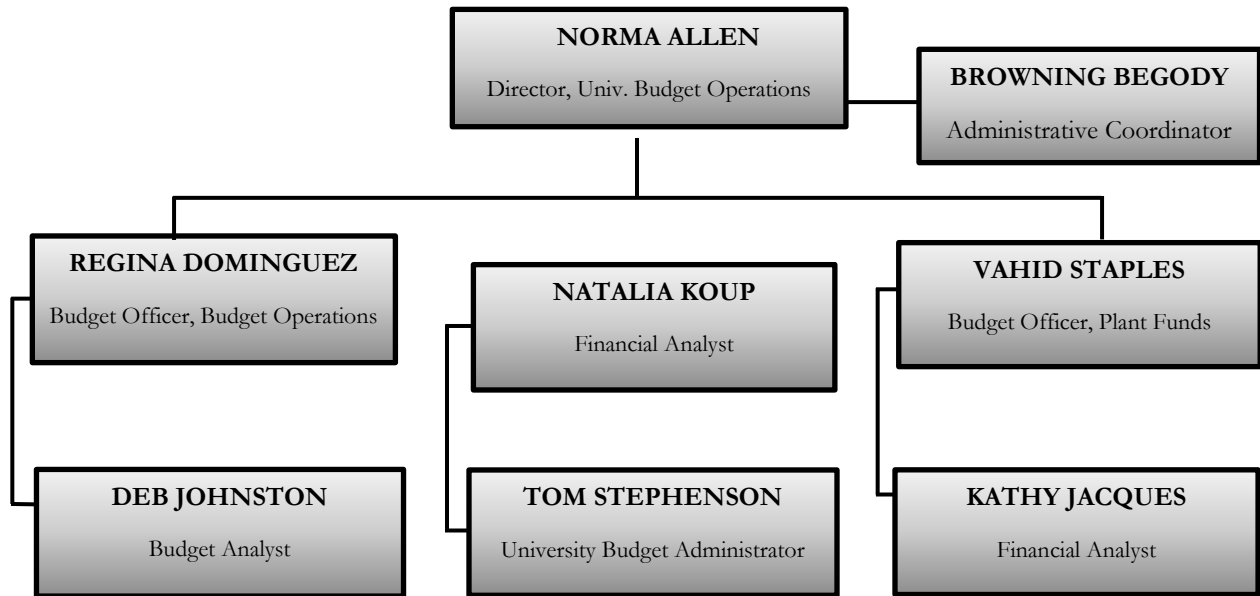 NORMA ALLEN
Director, Univ. Budget Operations
BROWNING BEGODY
Administrative Coordinator
REGINA DOMINGUEZ
Budget Officer, Budget Operations
NATALIA KOUP
Financial Analyst
VAHID STAPLES
Budget Officer, Plant Funds
DEB JOHNSTON
Budget Analyst
TOM STEPHENSON
University Budget Administrator
KATHY JACQUES
Financial Analyst